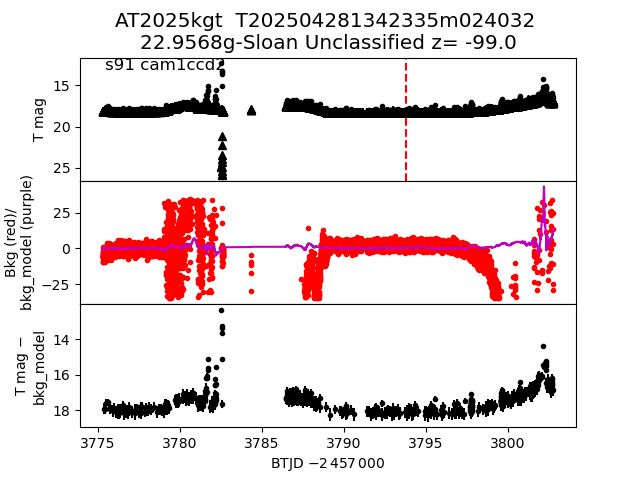 AT2025kgt  T202504281342335m024032
22.9568g-Sloan Unclassified z= -99.0
s91 cam1ccd2
T mag
15
20
25
Bkg (red)/
bkg_model (purple)
25
0
−25
T mag −
bkg_model
14
16
18
3775
3780
3785
3790
3795
3800
BTJD −2 457 000